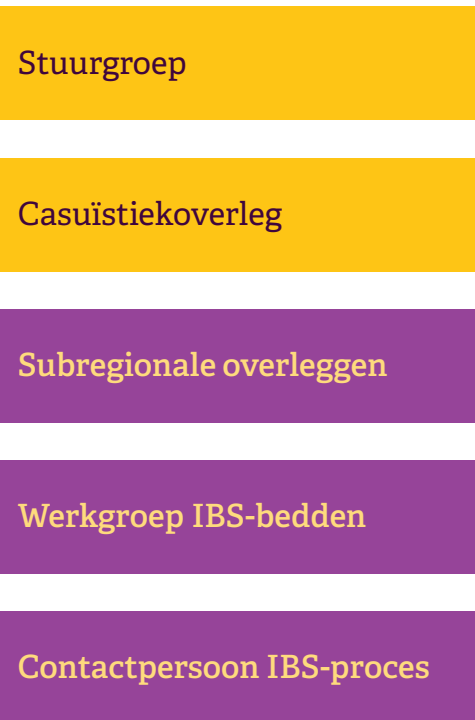 Stuurgroep
Casuïstiekoverleg
Subregionale overleggen
Werkgroep IBS-bedden
Contactpersoon IBS-proces